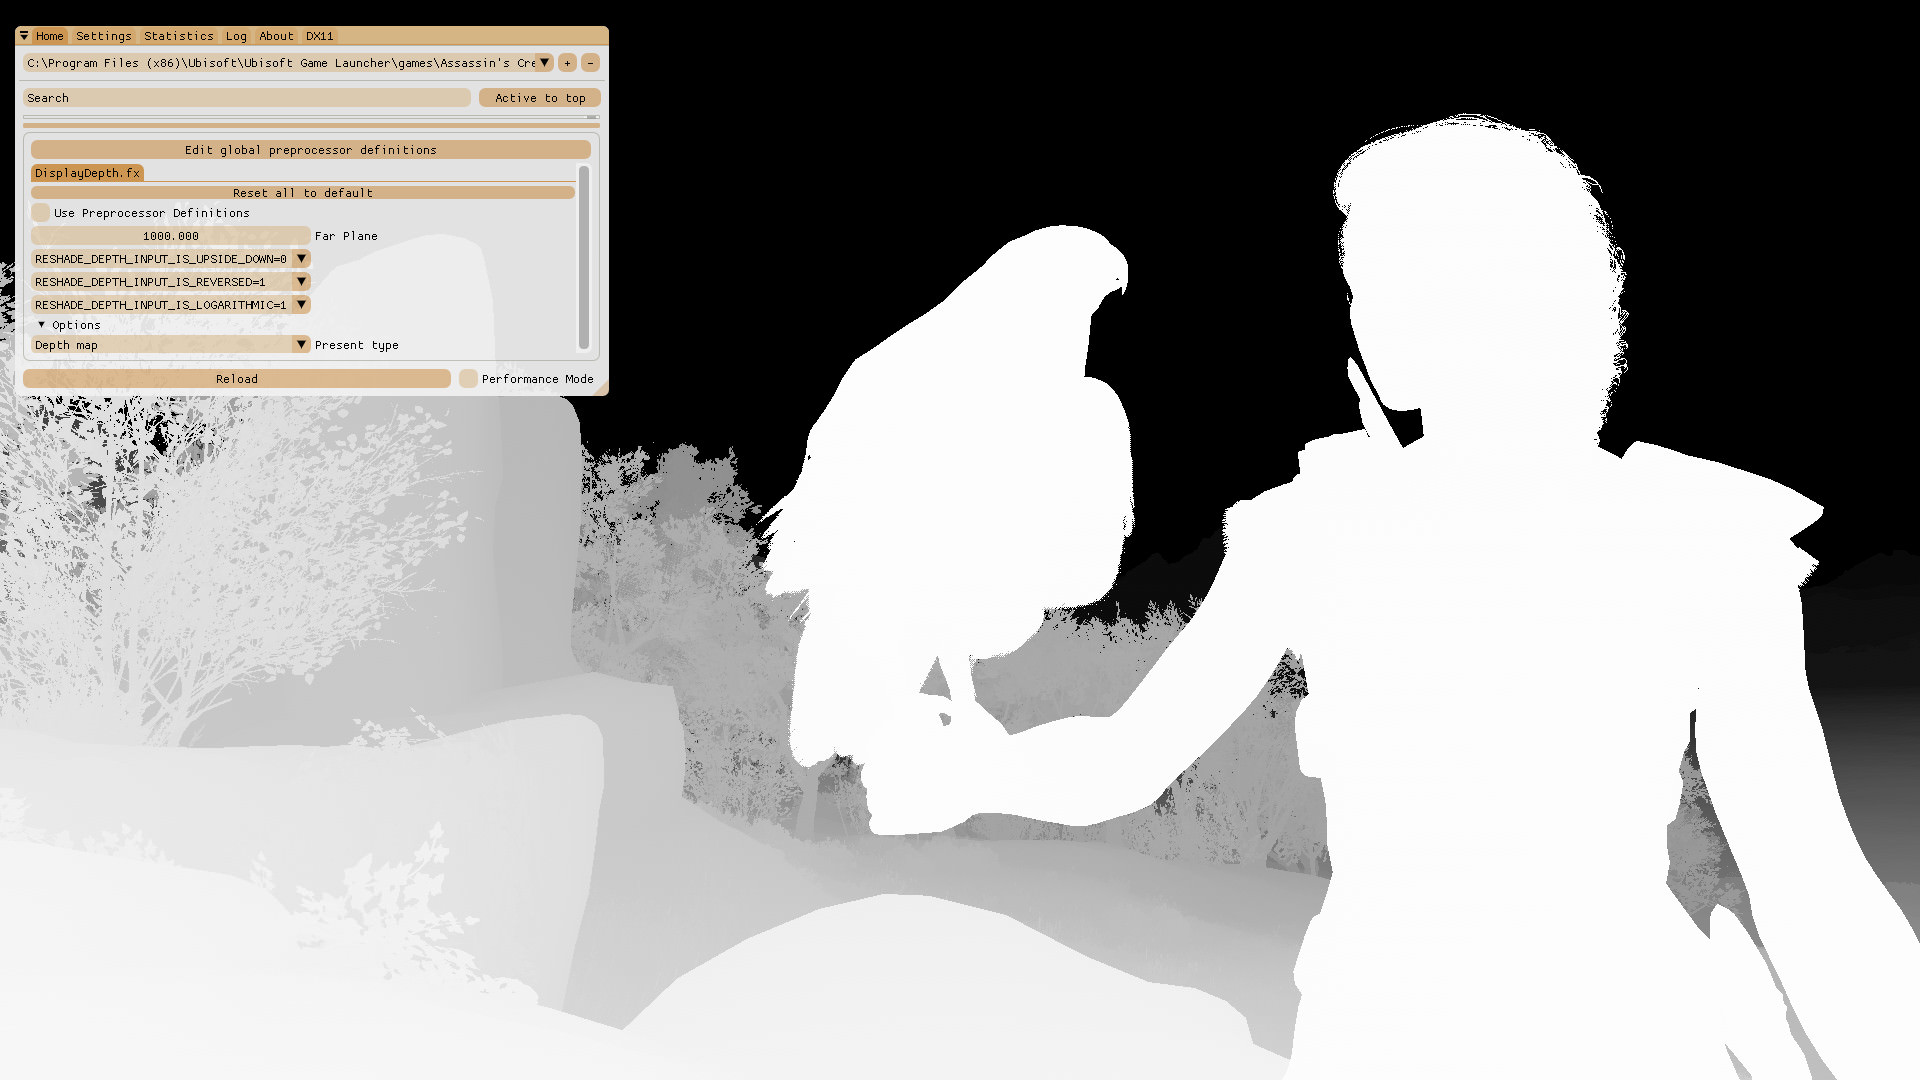 Home Settings Statistics Log About DX11
C:\Program Files (x86)\Ubisoft\Ubisoft Game Launcher\games\Assassin's Cre + -
Search Active to top
Edit global preprocessor definitions
DisplayDepth.fx
Reset all to default
Use Preprocessor Definitions
1000.000 Far Plane
RESHADE_DEPTH_INPUT_IS_UPSIDE_DOWN=0
RESHADE_DEPTH_INPUT_IS_REVERSED=1
RESHADE_DEPTH_INPUT_IS_LOGARITHMIC=1
Options
Depth map Present type
Reload Performance Mode